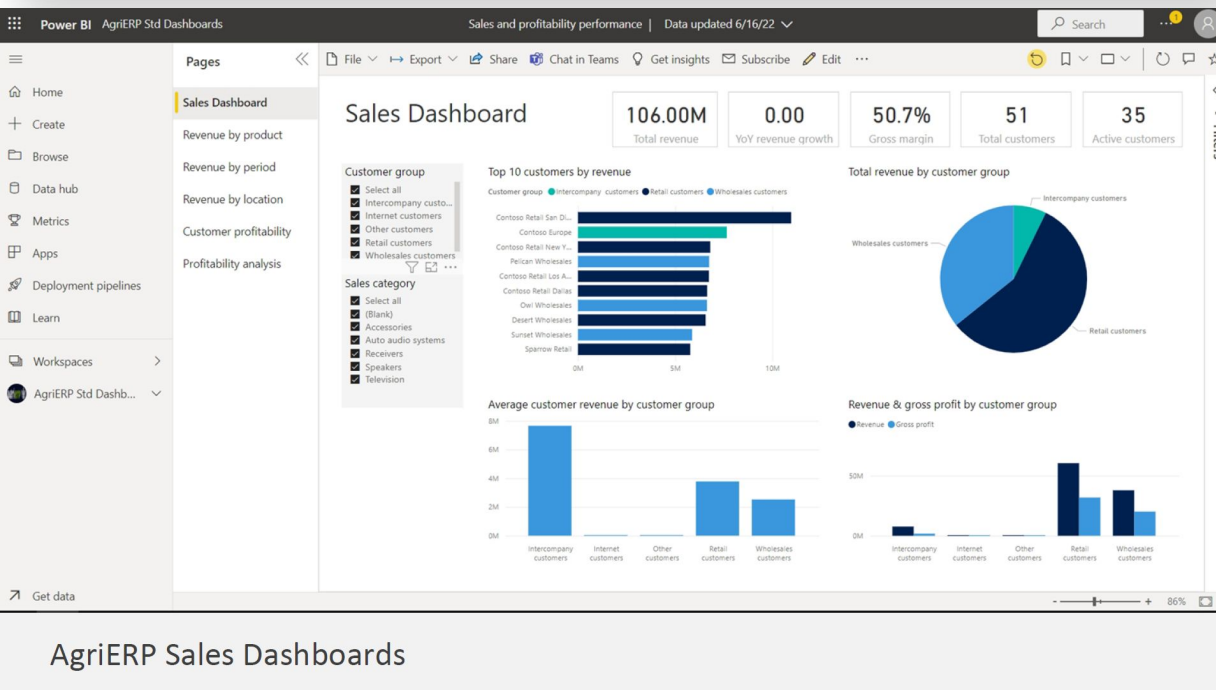 Power BI AgriERP Std Dashboards
Sales and profitability performance | Data updated 6/16/22
Search
1
Home
Create
Browse
Data hub
Metrics
Apps
Deployment pipelines
Learn
Workspaces
AgriERP Std Dashb...
Get data
Pages
Sales Dashboard
Revenue by product
Revenue by period
Revenue by location
Customer profitability
Profitability analysis
File Export Share Chat in Teams Get insights Subscribe Edit ...
Sales Dashboard
106.00M
Total revenue
0.00
YoY revenue growth
50.7%
Gross margin
51
Total customers
35
Active customers
Customer group
Select all
Intercompany custo...
Internet customers
Other customers
Retail customers
Wholesales customers
Sales category
Select all
(Blank)
Accessories
Auto audio systems
Receivers
Speakers
Television
Top 10 customers by revenue
Customer group Intercompany customers Retail customers Wholesales customers
Contoso Retail San Di...
Contoso Europe
Contoso Retail New Y...
Pelican Wholesales
Contoso Retail Los A...
Contoso Retail Dallas
Owl Wholesales
Desert Wholesales
Sunset Wholesales
Sparrow Retail
0M 5M 10M
Total revenue by customer group
Intercompany customers
Wholesales customers
Retail customers
Average customer revenue by customer group
8M
6M
4M
2M
0M
Intercompany customers
Internet customers
Other customers
Retail customers
Wholesales customers
Revenue & gross profit by customer group
Revenue Gross profit
50M
0M
Intercompany customers
Internet customers
Other customers
Retail customers
Wholesales customers
- + 86%
AgriERP Sales Dashboards